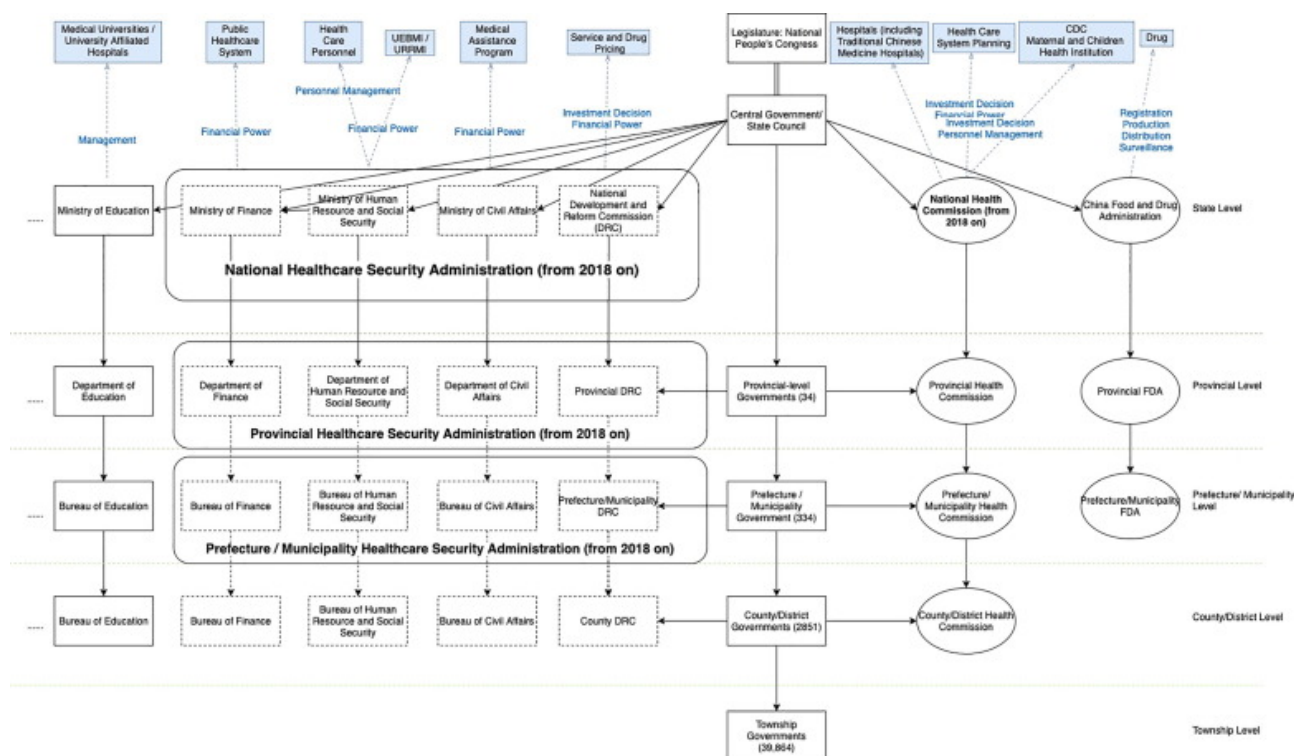 Medical Universities /
University Affiliated
Hospitals
Public
Healthcare
System
Health
Care
Personnel
UEBMI /
URRMI
Medical
Assistance
Program
Service and Drug
Pricing
Legislature: National
People's Congress
Hospitals (including
Traditional Chinese
Medicine Hospitals)
Health Care
System Planning
CDC
Maternal and Children
Health Institution
Drug
Management
Financial Power
Personnel Management
Financial Power
Financial Power
Investment Decision
Financial Power
Central Government/
State Council
Investment Decision
Financial Power
Investment Decision
Personnel Management
Registration
Production
Distribution
Surveillance
.....
Ministry of Education
Ministry of Finance
Ministry of Human
Resource and Social
Security
Ministry of Civil Affairs
National
Development and
Reform Commission
(DRC)
National Health
Commission (from
2018 on)
China Food and Drug
Administration
State Level
National Healthcare Security Administration (from 2018 on)
.....
Department of
Education
Department of
Finance
Department of
Human Resource and
Social Security
Department of Civil
Affairs
Provincial DRC
Provincial-level
Governments (34)
Provincial Health
Commission
Provincial FDA
Provincial Level
Provincial Healthcare Security Administration (from 2018 on)
.....
Bureau of Education
Bureau of Finance
Bureau of Human
Resource and Social
Security
Bureau of Civil Affairs
Prefecture/Municipality
DRC
Prefecture /
Municipality
Government (334)
Prefecture/
Municipality Health
Commission
Prefecture/Municipality
FDA
Prefecture/ Municipality
Level
Prefecture / Municipality Healthcare Security Administration (from 2018 on)
.....
Bureau of Education
Bureau of Finance
Bureau of Human
Resource and Social
Security
Bureau of Civil Affairs
County DRC
County/District
Governments (2851)
County/District Health
Commission
County/District Level
Township
Governments
(39,864)
Township Level